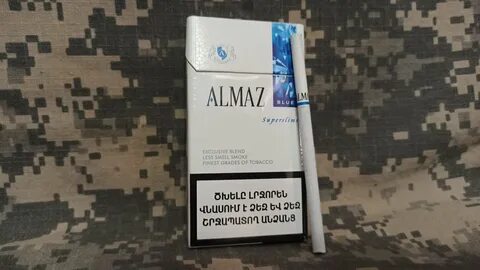 ALMAZ
BLUE
Superslims
EXCLUSIVE BLEND
LESS SMELL SMOKE
FINEST GRADES OF TOBACCO
ԾԽԵԼԸ ԼՐՋՈՐԵՆ
ՎՆԱՍՈՒՄ Է ՁԵԶ ԵՎ ՁԵԶ
ՇՐՋԱՊԱՏՈՂ ԱՆՁԱՆՑ